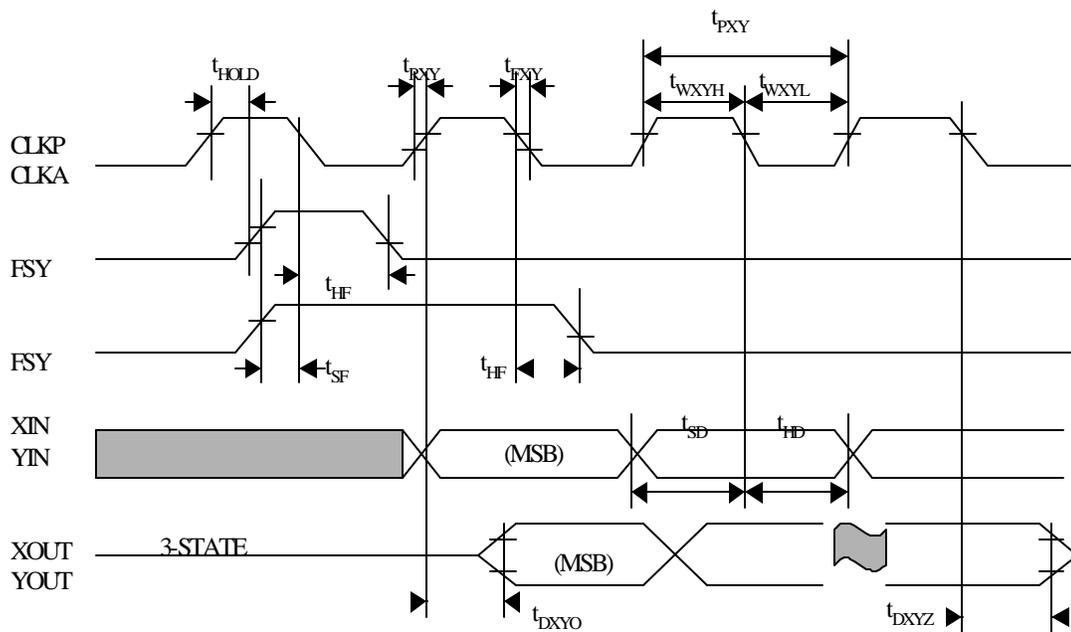 tPXY
tHOLD tRXY tFXY
tWXYH tWXYL
CLKP
CLKA
FSY
tHF
FSY
tSF tHF
XIN
YIN (MSB) tSD tHD
XOUT 3-STATE (MSB)
YOUT
tDXYO tDXYZ